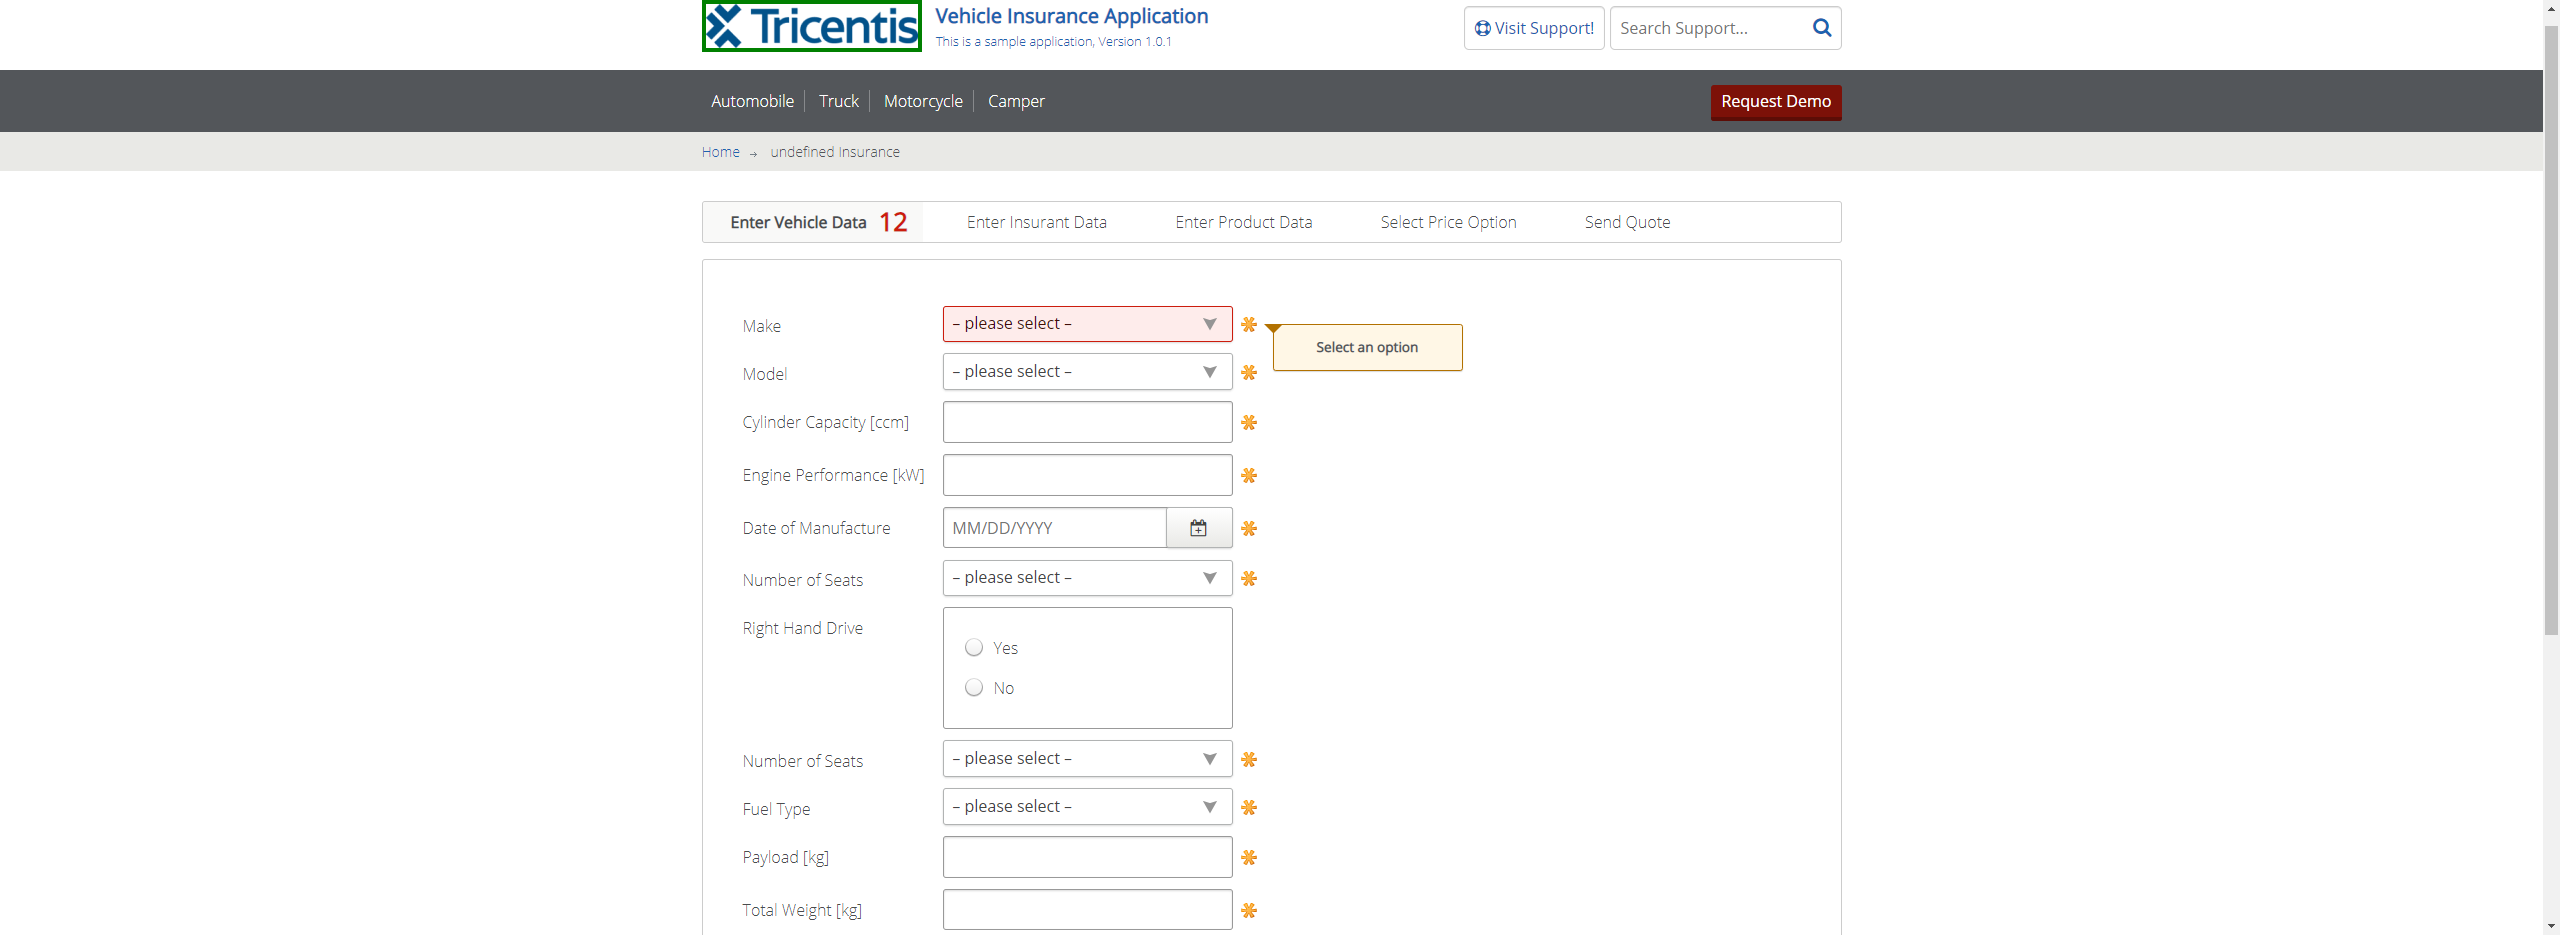 Tricentis
Vehicle Insurance Application
This is a sample application, Version 1.0.1
Visit Support!
Search Support...
Automobile
Truck
Motorcycle
Camper
Request Demo
Home
undefined Insurance
Enter Vehicle Data 12
Enter Insurant Data
Enter Product Data
Select Price Option
Send Quote
Make
– please select –
Select an option
Model
– please select –
Cylinder Capacity [ccm]
Engine Performance [kW]
Date of Manufacture
MM/DD/YYYY
Number of Seats
– please select –
Right Hand Drive
Yes
No
Number of Seats
– please select –
Fuel Type
– please select –
Payload [kg]
Total Weight [kg]